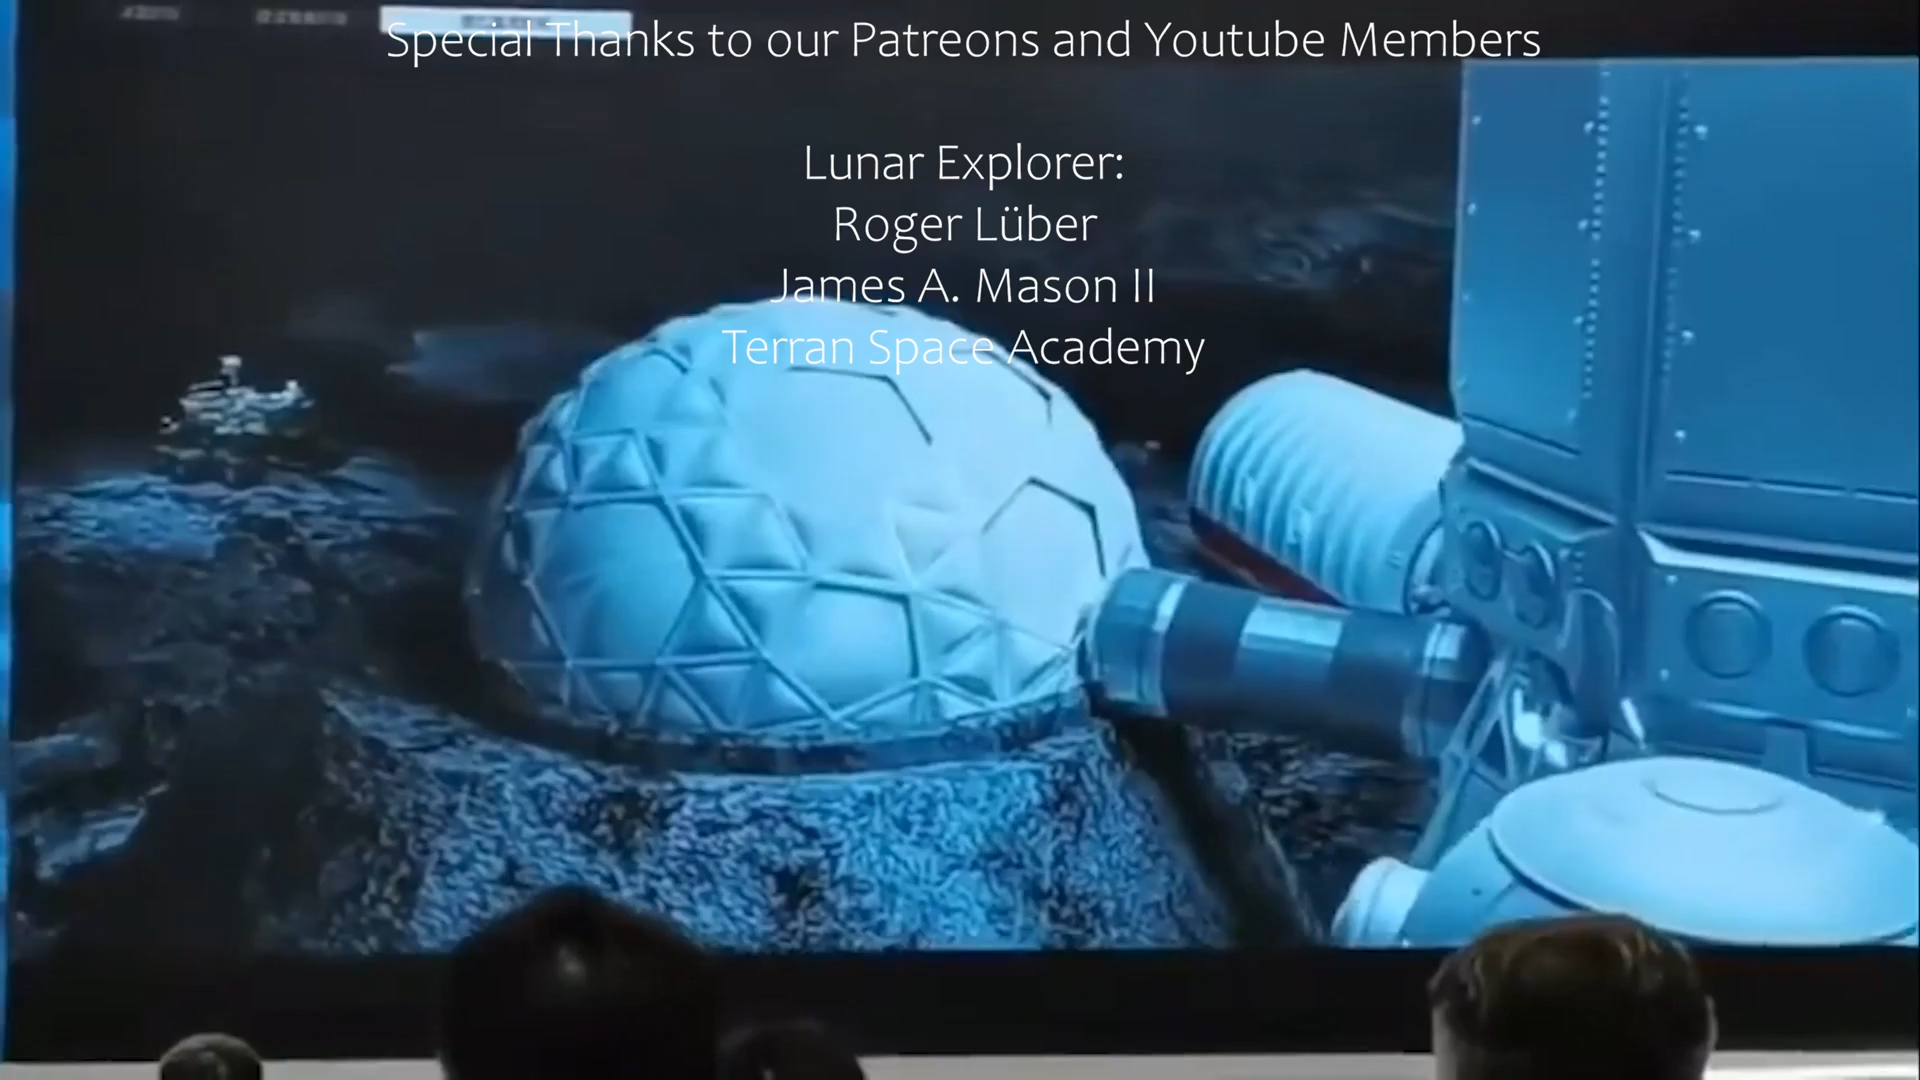 Special Thanks to our Patreons and Youtube Members
Lunar Explorer:
Roger Lüber
James A. Mason II
Terran Space Academy